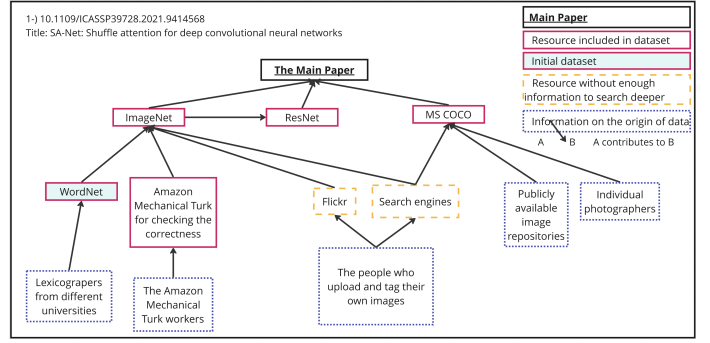 1-) 10.1109/ICASSP39728.2021.9414568
Title: SA-Net: Shuffle attention for deep convolutional neural networks
Main Paper
Resource included in dataset
Initial dataset
Resource without enough
information to search deeper
Information on the origin of data
A B A contributes to B
The Main Paper
ImageNet
ResNet
MS COCO
WordNet
Amazon
Mechanical Turk
for checking the
correctness
Flickr
Search engines
Publicly
available
image
repositories
Individual
photographers
Lexicograpers
from different
universities
The Amazon
Mechanical
Turk workers
The people who
upload and tag their
own images